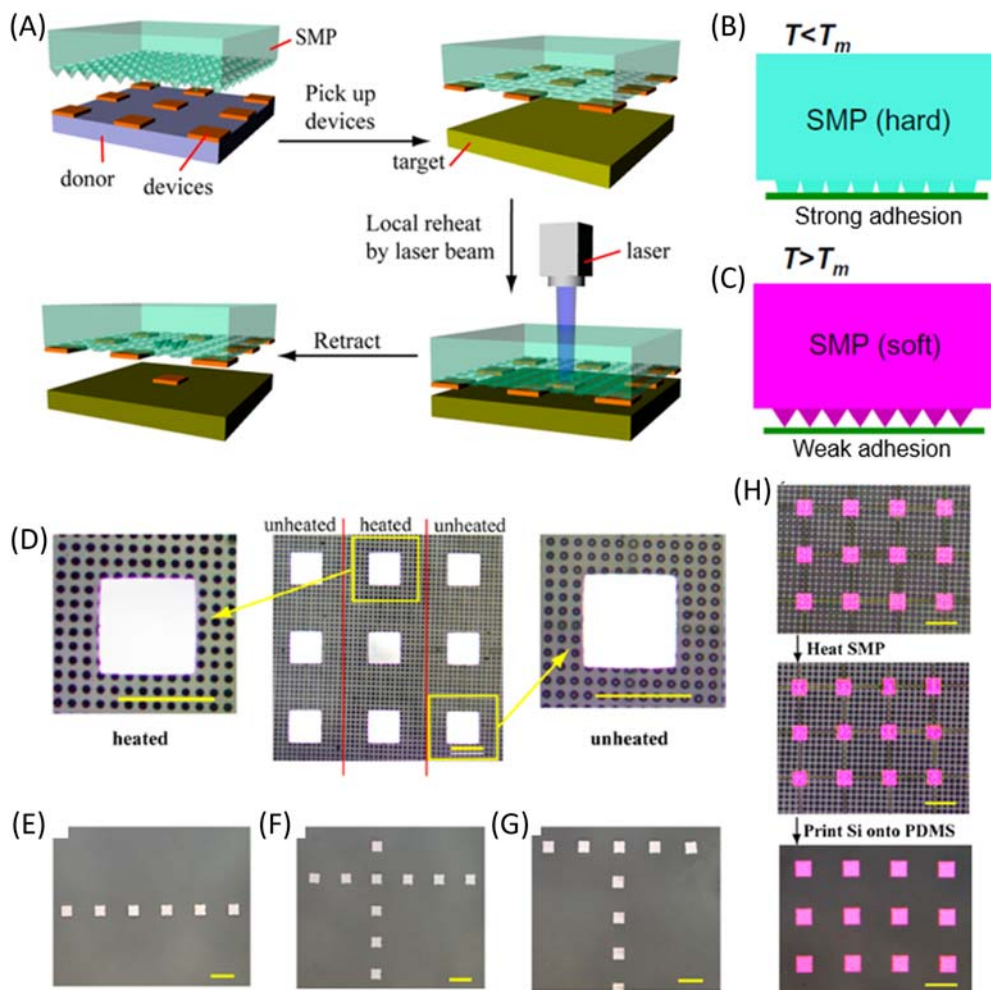 (A)
SMP
Pick up
devices
donor
devices
target
Local reheat
by laser beam
laser
Retract
(B)
T<Tm
SMP (hard)
Strong adhesion
(C)
T>Tm
SMP (soft)
Weak adhesion
(D)
unheated
heated
unheated
heated
unheated
(E)
(F)
(G)
(H)
Heat SMP
Print Si onto PDMS